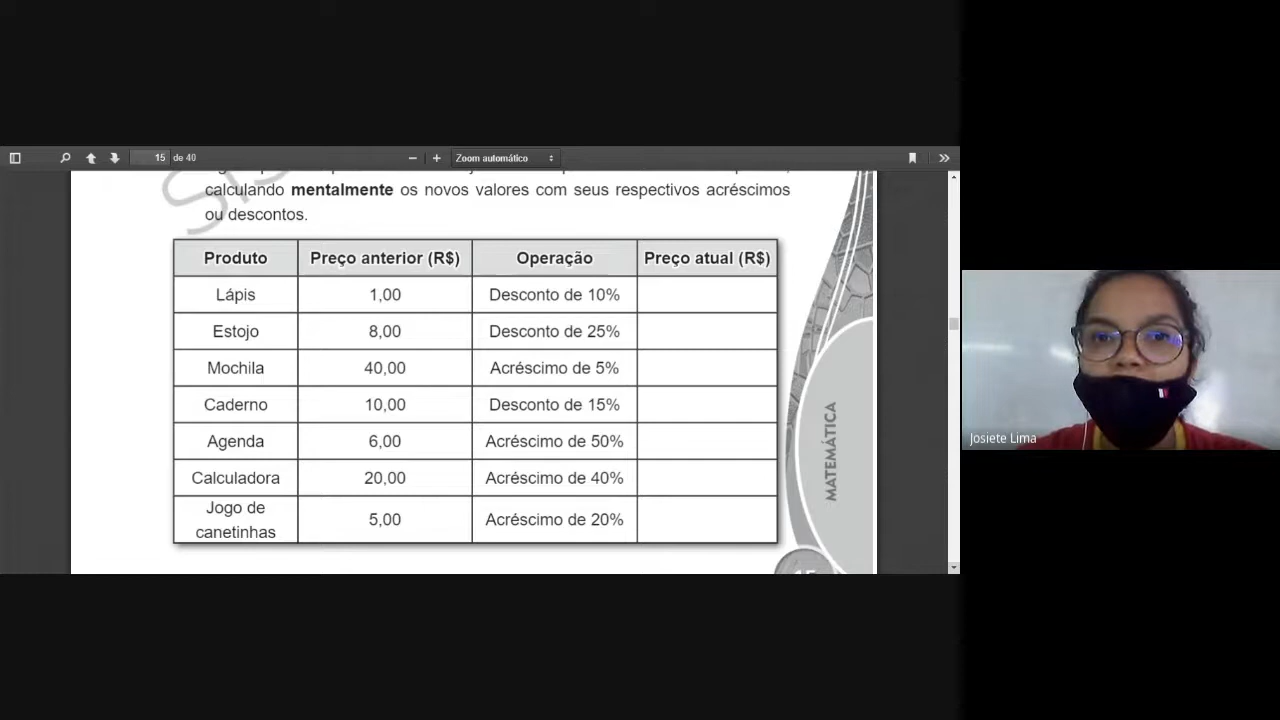 15 de 40
Zoom automático
calculando mentalmente os novos valores com seus respectivos acréscimos
ou descontos.
Produto Preço anterior (R$) Operação Preço atual (R$)
Lápis 1,00 Desconto de 10%
Estojo 8,00 Desconto de 25%
Mochila 40,00 Acréscimo de 5%
Caderno 10,00 Desconto de 15%
Agenda 6,00 Acréscimo de 50%
Calculadora 20,00 Acréscimo de 40%
Jogo de
canetinhas 5,00 Acréscimo de 20%
MATEMÁTICA
Josiete Lima